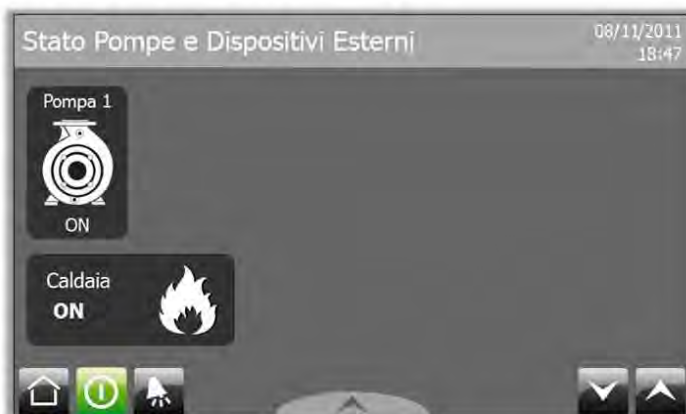 Stato Pompe e Dispositivi Esterni
08/11/2011
18:47
Pompa 1
ON
Caldaia
ON